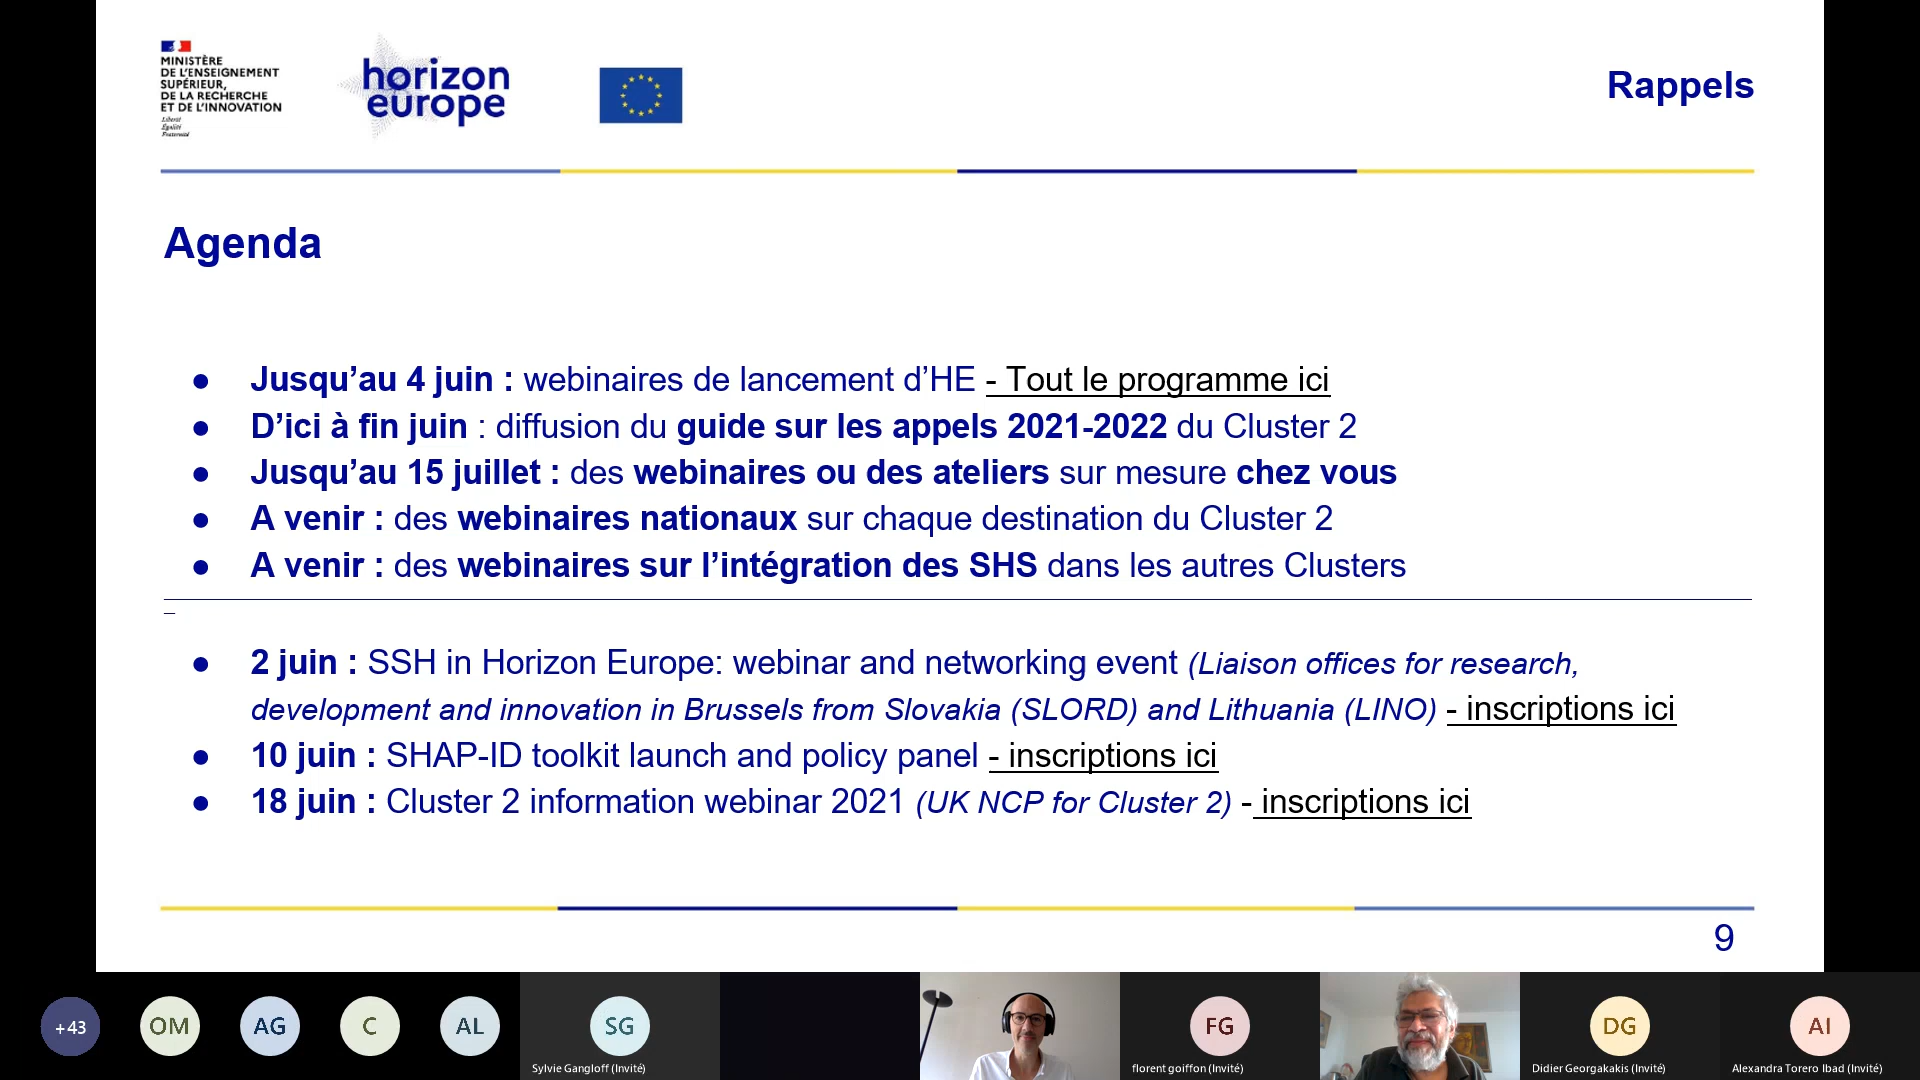 MINISTÈRE
DE L'ENSEIGNEMENT
SUPÉRIEUR,
DE LA RECHERCHE
ET DE L'INNOVATION
Liberté
Égalité
Fraternité
horizon
europe
Rappels
Agenda
● Jusqu’au 4 juin : webinaires de lancement d’HE - Tout le programme ici
● D’ici à fin juin : diffusion du guide sur les appels 2021-2022 du Cluster 2
● Jusqu’au 15 juillet : des webinaires ou des ateliers sur mesure chez vous
● A venir : des webinaires nationaux sur chaque destination du Cluster 2
● A venir : des webinaires sur l’intégration des SHS dans les autres Clusters
● 2 juin : SSH in Horizon Europe: webinar and networking event (Liaison offices for research,
development and innovation in Brussels from Slovakia (SLORD) and Lithuania (LINO) - inscriptions ici
● 10 juin : SHAP-ID toolkit launch and policy panel - inscriptions ici
● 18 juin : Cluster 2 information webinar 2021 (UK NCP for Cluster 2) - inscriptions ici
9
+43
OM
AG
C
AL
SG
Sylvie Gangloff (Invité)
FG
florent goiffon (Invité)
DG
Didier Georgakakis (Invité)
AI
Alexandra Torero Ibad (Invité)